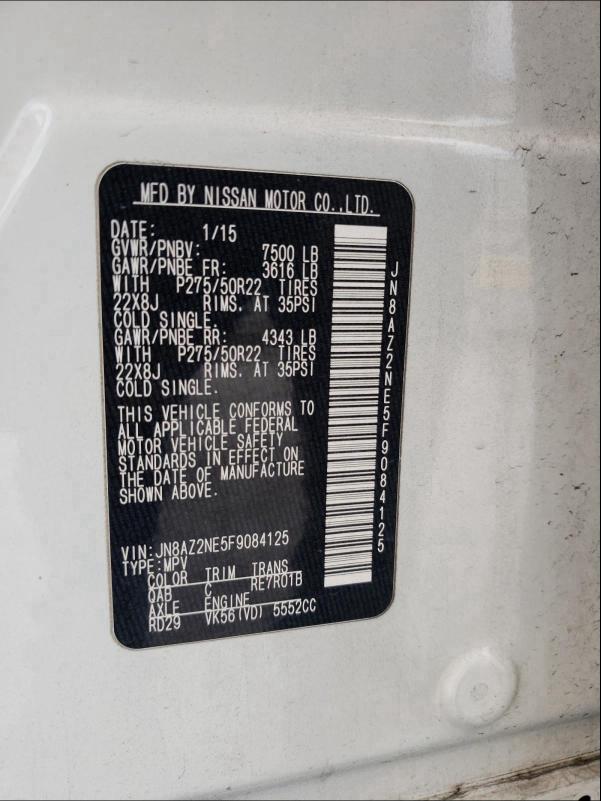 MFD BY NISSAN MOTOR CO.,LTD.
DATE: 1/15
GVWR/PNBV: 7500 LB
GAWR/PNBE FR: 3616 LB
WITH P275/50R22 TIRES
22X8J RIMS. AT 35PSI
COLD SINGLE.
GAWR/PNBE RR: 4343 LB
WITH P275/50R22 TIRES
22X8J RIMS. AT 35PSI
COLD SINGLE.
THIS VEHICLE CONFORMS TO
ALL APPLICABLE FEDERAL
MOTOR VEHICLE SAFETY
STANDARDS IN EFFECT ON
THE DATE OF MANUFACTURE
SHOWN ABOVE.
VIN:JN8AZ2NE5F9084125
TYPE:MPV
COLOR TRIM TRANS
QAB C RE7R01B
AXLE ENGINE
RD29 VK56(VD) 5552CC
JN8AZ2NE5F9084125